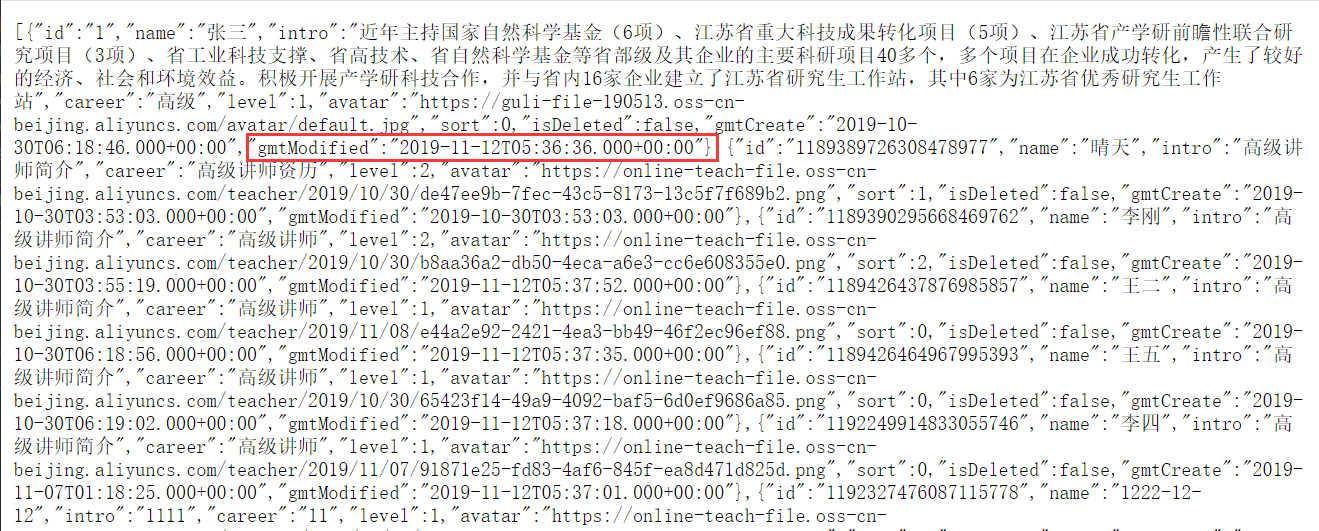 [{"id":"1","name":"张三","intro":"近年主持国家自然科学基金（6项）、江苏省重大科技成果转化项目（5项）、江苏省产学研前瞻性联合研
究项目（3项）、省工业科技支撑、省高技术、省自然科学基金等省部级及其企业的主要科研项目40多个，多个项目在企业成功转化，产生了较好
的经济、社会和环境效益。积极开展产学研科技合作，并与省内16家企业建立了江苏省研究生工作站，其中6家为江苏省优秀研究生工作
站","career":"高级","level":1,"avatar":"https://guli-file-190513.oss-cn-
beijing.aliyuncs.com/avatar/default.jpg","sort":0,"isDeleted":false,"gmtCreate":"2019-10-
30T06:18:46.000+00:00","gmtModified":"2019-11-12T05:36:36.000+00:00"} {"id":"1189389726308478977","name":"晴天","intro":"高级讲
师简介","career":"高级讲师资历","level":2,"avatar":"https://online-teach-file.oss-cn-
beijing.aliyuncs.com/teacher/2019/10/30/de47ee9b-7fec-43c5-8173-13c5f7f689b2.png","sort":1,"isDeleted":false,"gmtCreate":"2019-
10-30T03:53:03.000+00:00","gmtModified":"2019-10-30T03:53:03.000+00:00"},{"id":"1189390295668469762","name":"李刚","intro":"高
级讲师简介","career":"高级讲师","level":2,"avatar":"https://online-teach-file.oss-cn-
beijing.aliyuncs.com/teacher/2019/10/30/b8aa36a2-db50-4eca-a6e3-cc6e608355e0.png","sort":2,"isDeleted":false,"gmtCreate":"2019-
10-30T03:55:19.000+00:00","gmtModified":"2019-11-12T05:37:52.000+00:00"},{"id":"1189426437876985857","name":"王二","intro":"高
级讲师简介","career":"高级讲师","level":1,"avatar":"https://online-teach-file.oss-cn-
beijing.aliyuncs.com/teacher/2019/11/08/e44a2e92-2421-4ea3-bb49-46f2ec96ef88.png","sort":0,"isDeleted":false,"gmtCreate":"2019-
10-30T06:18:56.000+00:00","gmtModified":"2019-11-12T05:37:35.000+00:00"},{"id":"1189426464967995393","name":"王五","intro":"高
级讲师简介","career":"高级讲师","level":1,"avatar":"https://online-teach-file.oss-cn-
beijing.aliyuncs.com/teacher/2019/10/30/65423f14-49a9-4092-baf5-6d0ef9686a85.png","sort":0,"isDeleted":false,"gmtCreate":"2019-
10-30T06:19:02.000+00:00","gmtModified":"2019-11-12T05:37:18.000+00:00"},{"id":"1192249914833055746","name":"李四","intro":"高
级讲师简介","career":"高级讲师","level":1,"avatar":"https://online-teach-file.oss-cn-
beijing.aliyuncs.com/teacher/2019/11/07/91871e25-fd83-4af6-845f-ea8d471d825d.png","sort":0,"isDeleted":false,"gmtCreate":"2019-
11-07T01:18:25.000+00:00","gmtModified":"2019-11-12T05:37:01.000+00:00"},{"id":"1192327476087115778","name":"1222-12-
12","intro":"1111","career":"11","level":1,"avatar":"https://online-teach-file.oss-cn-